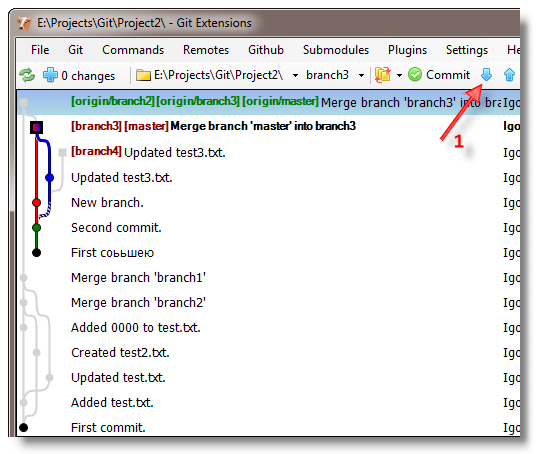 E:\Projects\Git\Project2\ - Git Extensions
File Git Commands Remotes Github Submodules Plugins Settings He
0 changes E:\Projects\Git\Project2\ branch3 Commit
[origin/branch2][origin/branch3][origin/master] Merge branch 'branch3' into bra Igo
1
[branch3][master] Merge branch 'master' into branch3 Igo
[branch4] Updated test3.txt. Igo
Updated test3.txt. Igo
New branch. Igo
Second commit. Igo
First соььшею Igo
Merge branch 'branch1' Igo
Merge branch 'branch2' Igo
Added 0000 to test.txt. Igo
Created test2.txt. Igo
Updated test.txt. Igo
Added test.txt. Igo
First commit. Igo